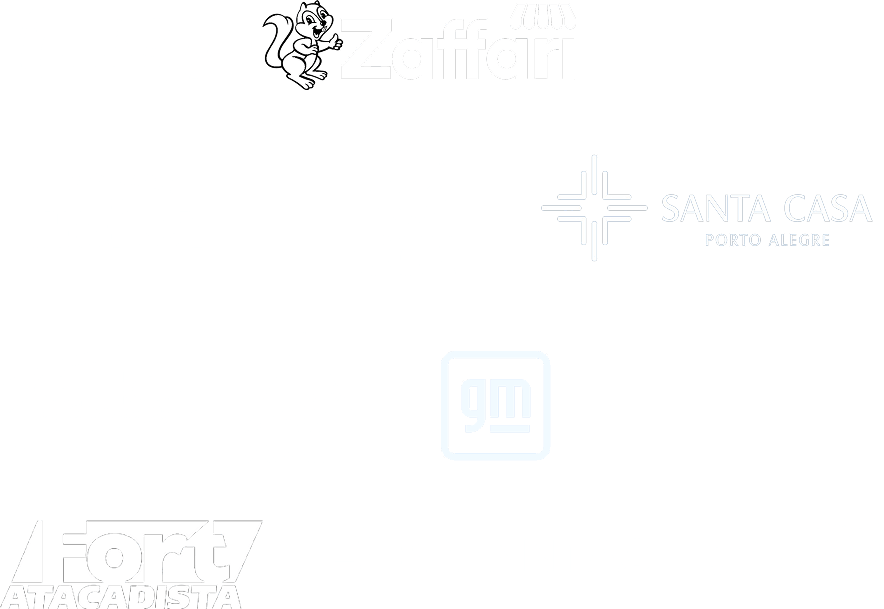 Zaffari
SANTA CASA
PORTO ALEGRE
gm
Fort
ATACADISTA